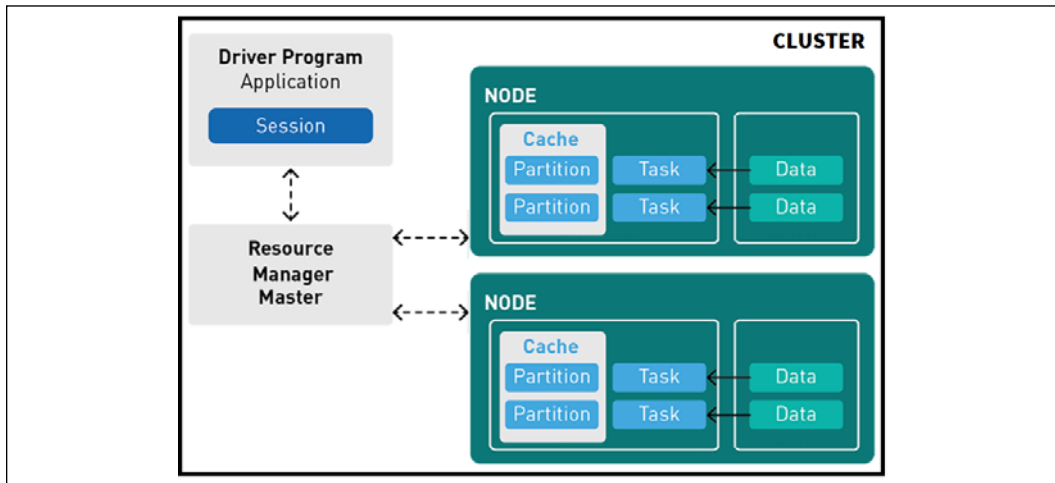 CLUSTER
Driver Program
Application
Session
Resource
Manager
Master
NODE
Cache
Partition Task Data
Partition Task Data
NODE
Cache
Partition Task Data
Partition Task Data